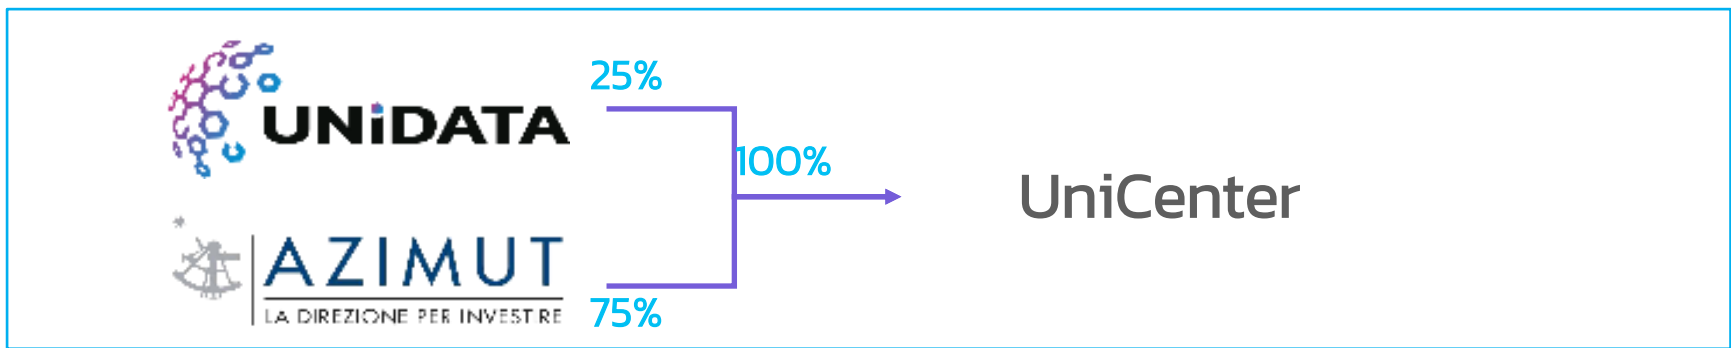 25%
UNiDATA
100%
UniCenter
AZIMUT
LA DIREZIONE PER INVESTIRE
75%